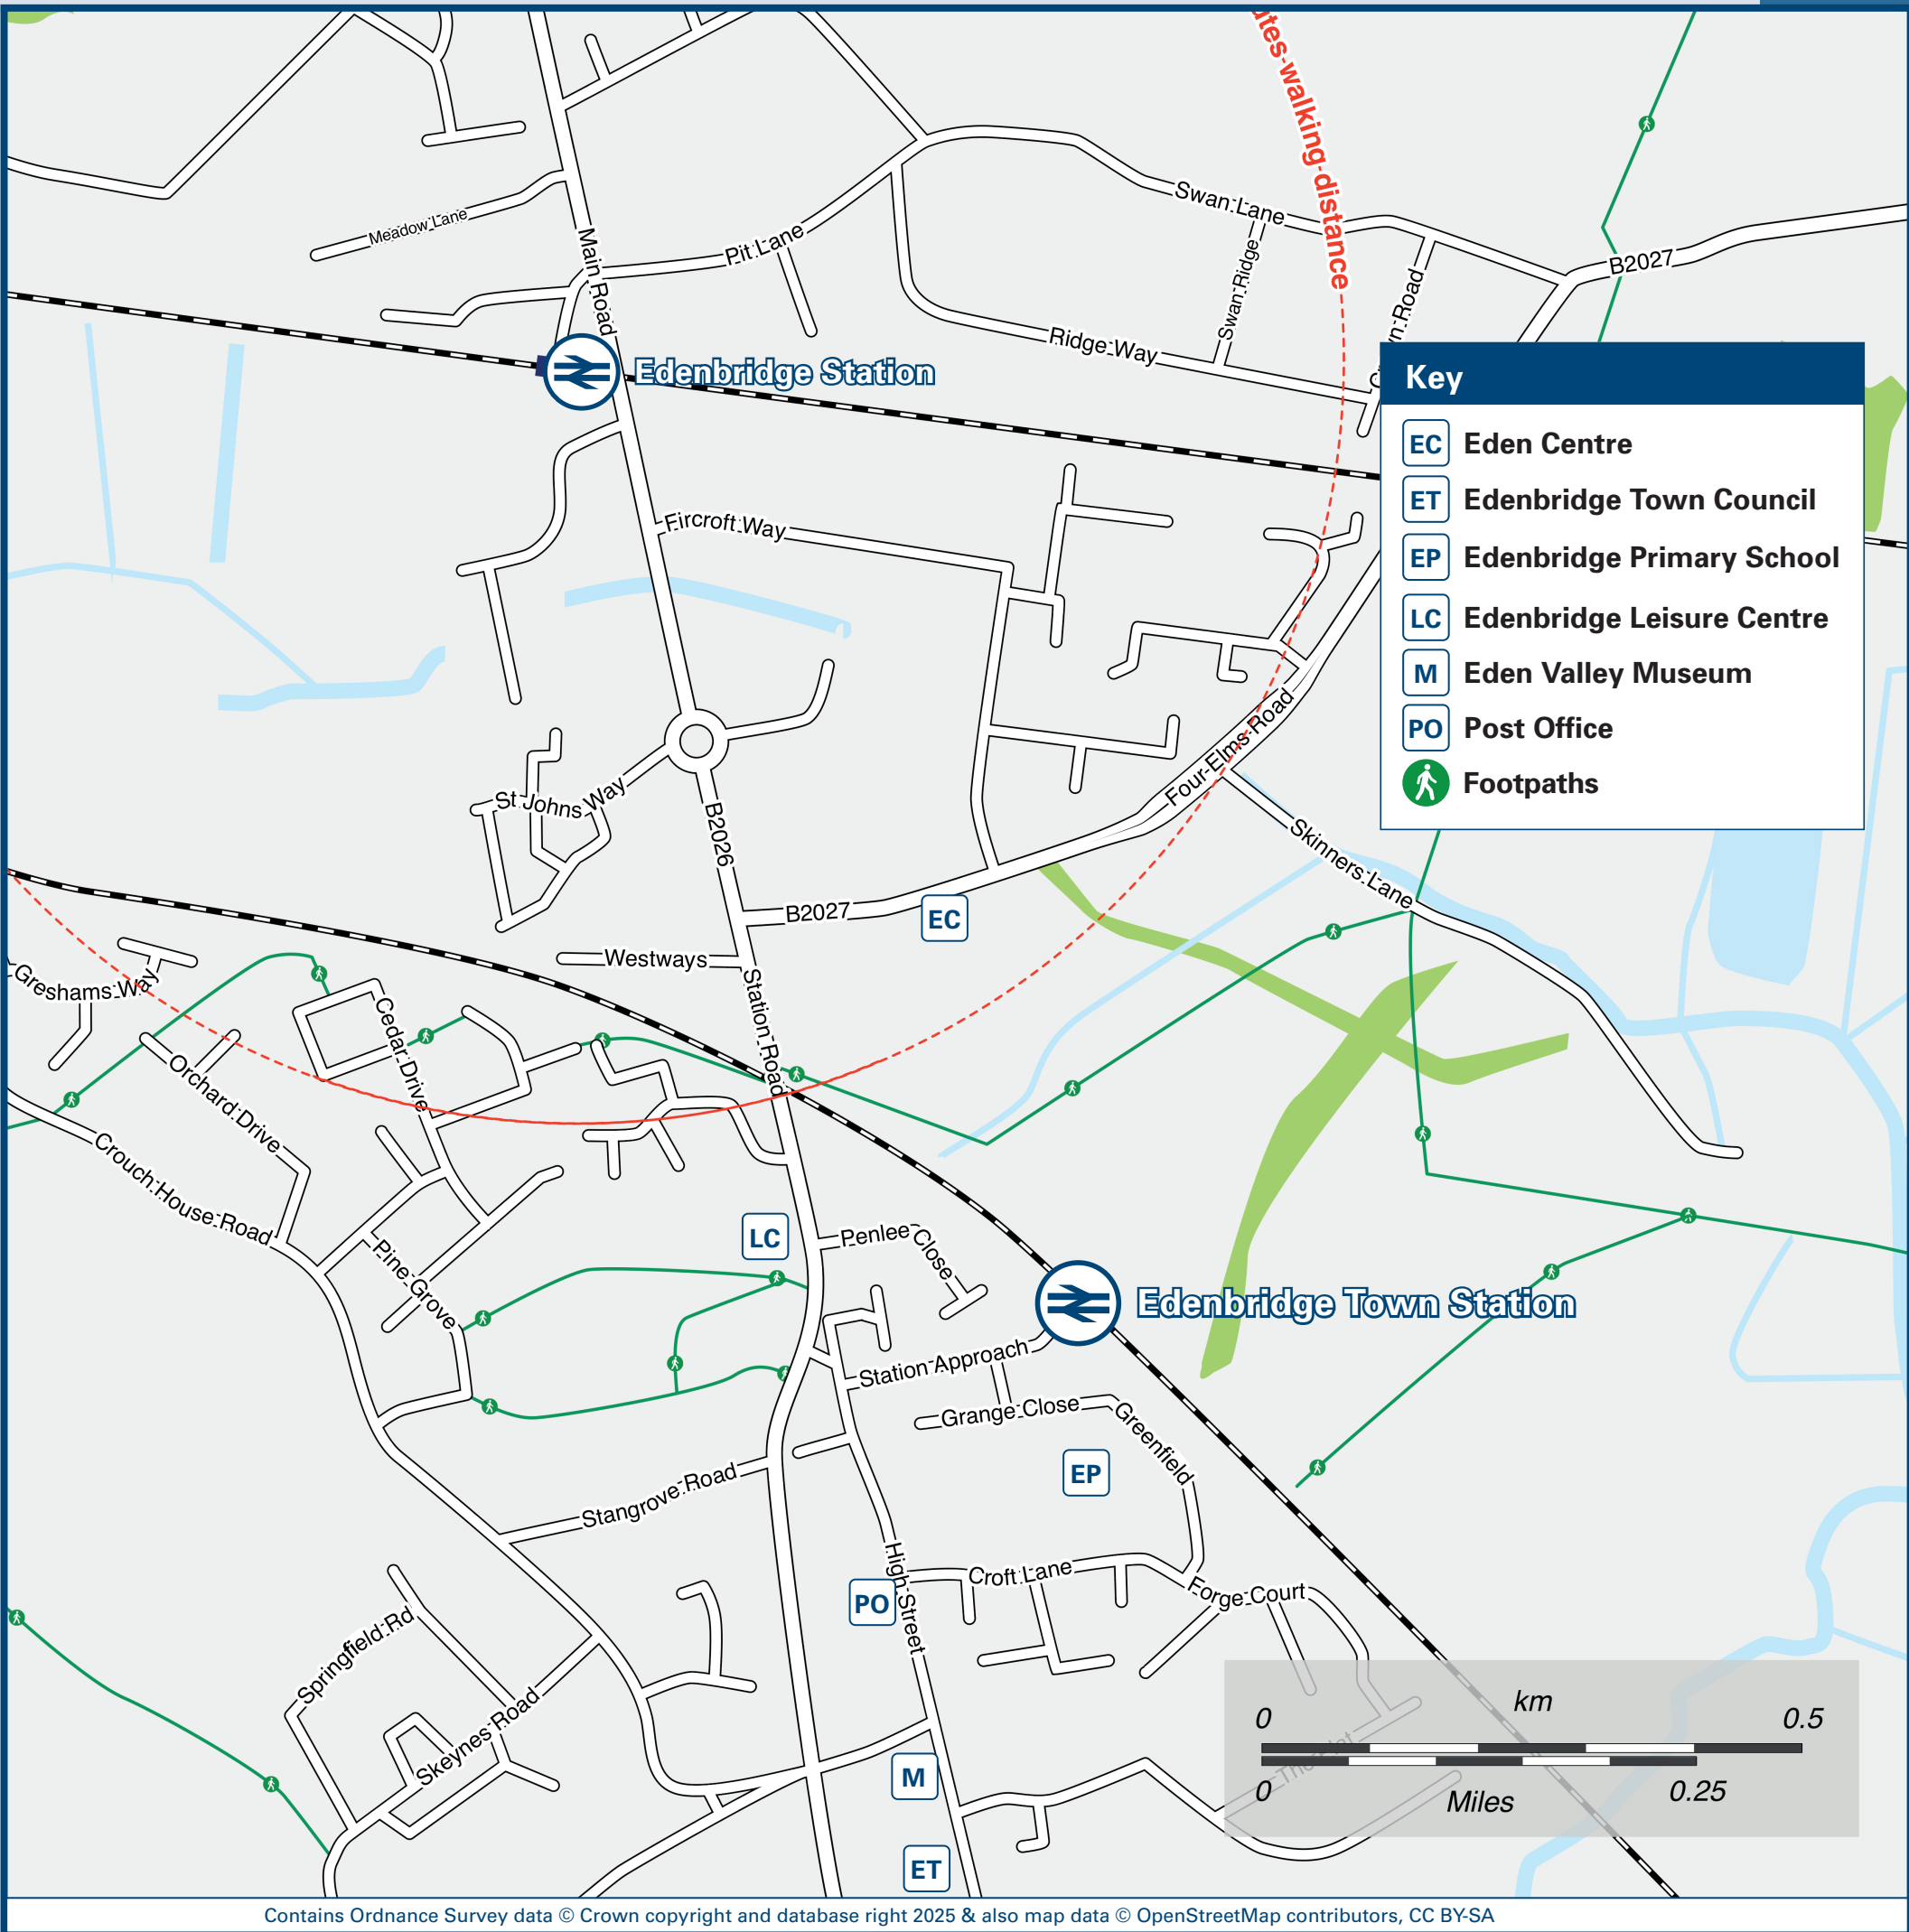 utes-walking-distance
Swan Lane
Meadow Lane
Main Road
Pit Lane
Swan Ridge
B2027
Ridge Way
Edenbridge Station
Key
EC Eden Centre
ET Edenbridge Town Council
EP Edenbridge Primary School
LC Edenbridge Leisure Centre
M Eden Valley Museum
PO Post Office
Footpaths
Fircroft Way
Four Elms Road
St Johns Way
B2026
Skinners Lane
B2027
EC
Westways
Station Road
Greshams Way
Cedar Drive
Orchard Drive
Crouch House Road
LC
Penlee Close
Pine Grove
Edenbridge Town Station
Station Approach
Grange Close
Greenfield
EP
Stangrove Road
High Street
Croft Lane
PO
Forge Court
Springfield Rd
Skeynes Road
km
0 0.5
0 0.25
Miles
M
ET
Contains Ordnance Survey data © Crown copyright and database right 2025 & also map data © OpenStreetMap contributors, CC BY-SA